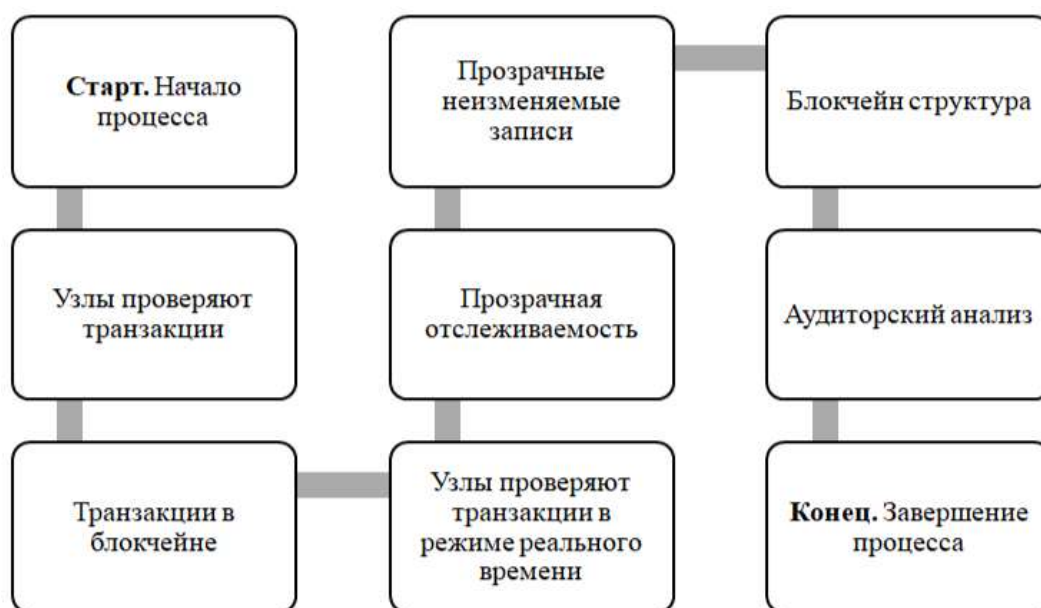 Старт. Начало
процесса
Узлы проверяют
транзакции
Транзакции в
блокчейне
Узлы проверяют
транзакции в
режиме реального
времени
Прозрачная
отслеживаемость
Прозрачные
неизменяемые
записи
Блокчейн структура
Аудиторский анализ
Конец. Завершение
процесса